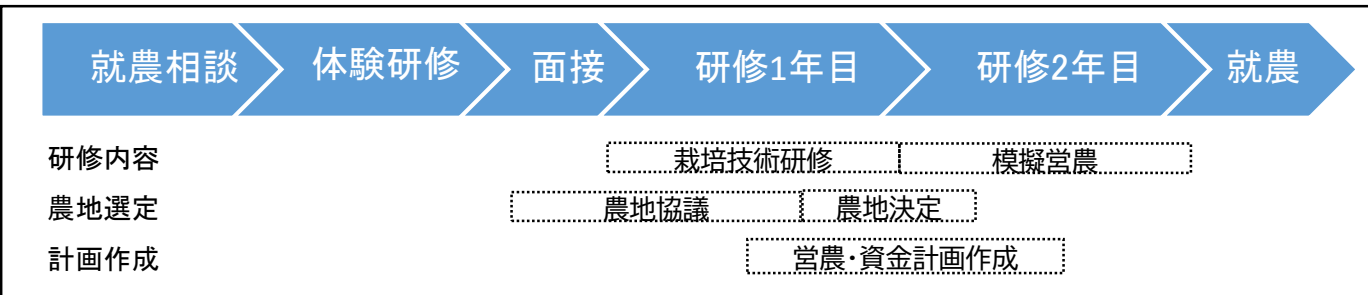 就農相談 体験研修 面接 研修1年目 研修2年目 就農
研修内容 栽培技術研修 模擬営農
農地選定 農地協議 農地決定
計画作成 営農・資金計画作成